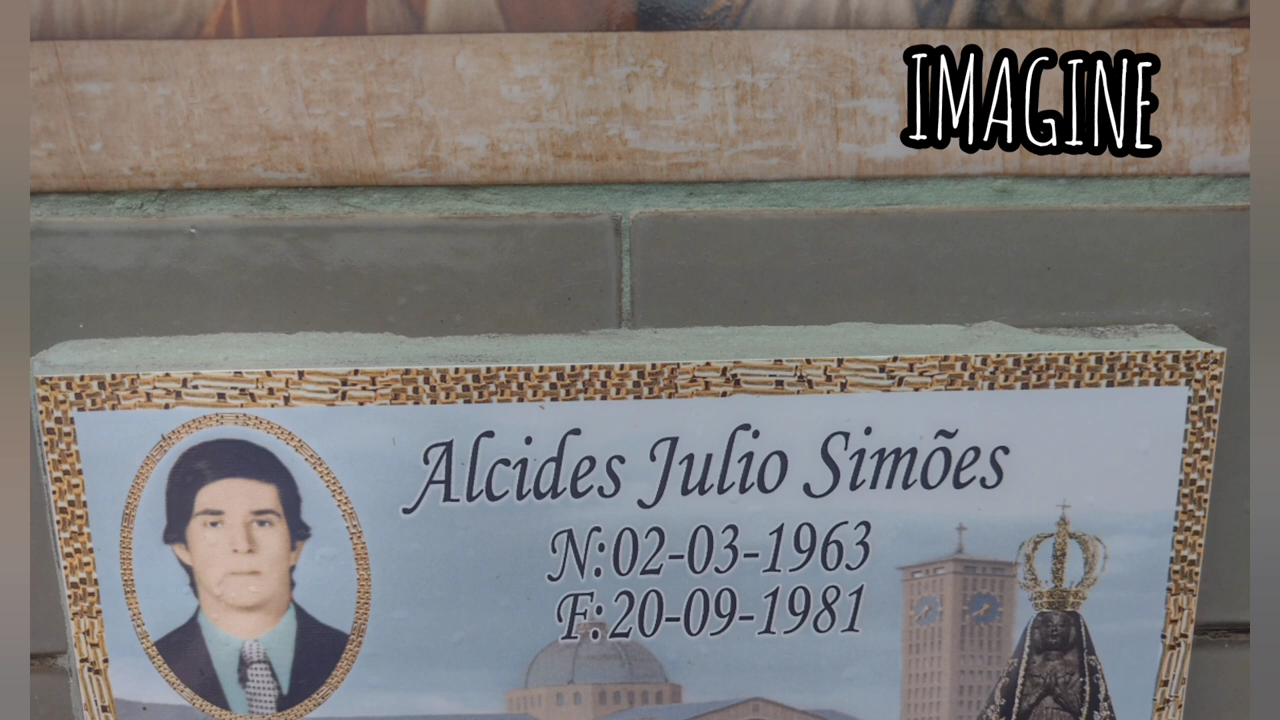 IMAGINE
Alcides Julio Simões
N:02-03-1963
F:20-09-1981